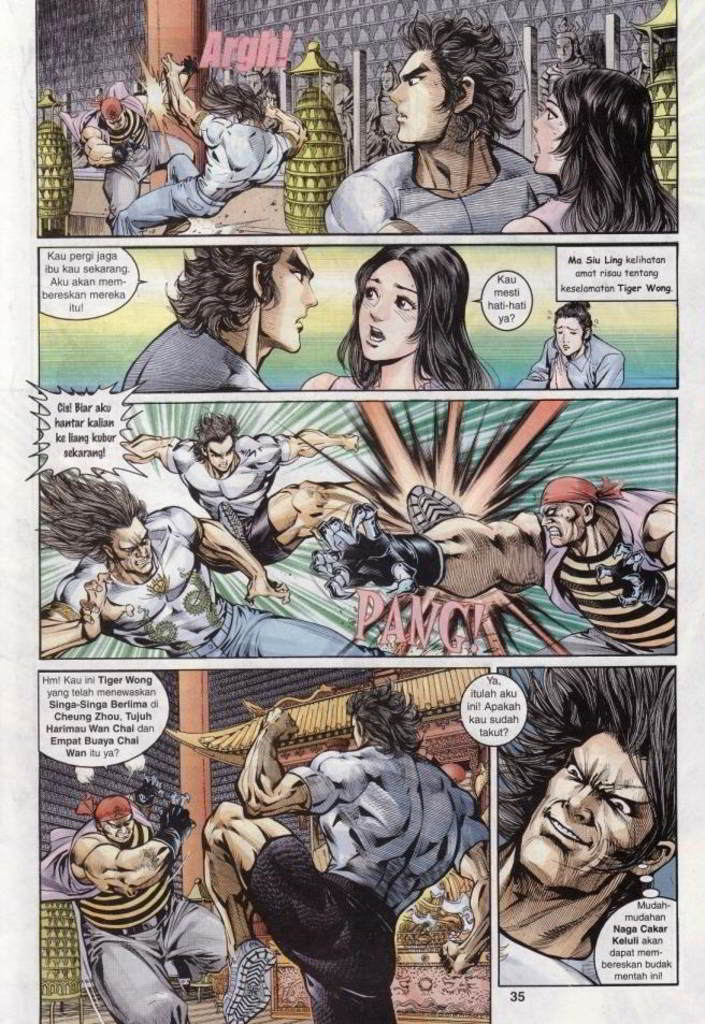 Argh!
Kau pergi jaga
ibu kau sekarang.
Aku akan mem-
bereskan mereka
itu!
Kau
mesti
hati-hati
ya?
Ma Siu Ling kelihatan
amat risau tentang
keselamatan Tiger Wong.
Cis! Biar aku
hantar kalian
ke liang kubur
sekarang!
PANG!
Hm! Kau ini Tiger Wong
yang telah menewaskan
Singa-Singa Berlima di
Cheung Zhou, Tujuh
Harimau Wan Chai dan
Empat Buaya Chai
Wan itu ya?
Ya,
itulah aku
ini! Apakah
kau sudah
takut?
Mudah-
mudahan
Naga Cakar
Keluli akan
mem-
bereskan budak
mentah ini!
35